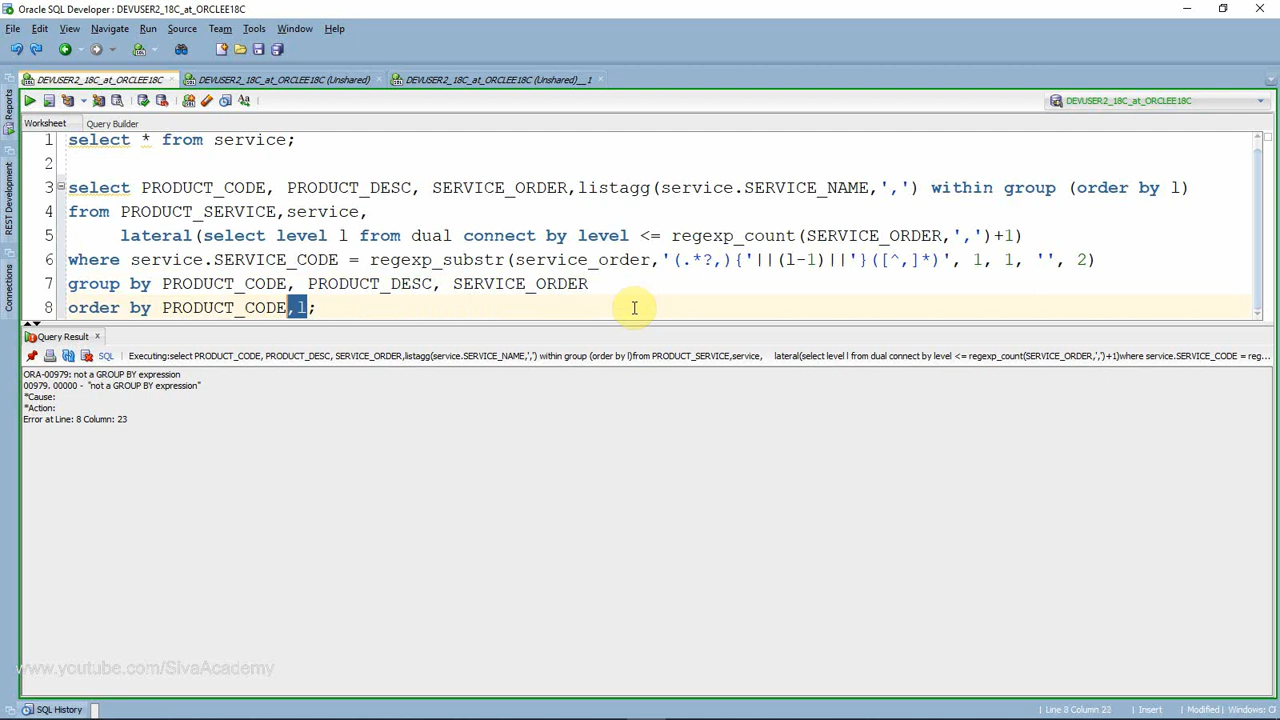 Oracle SQL Developer : DEVUSER2_18C_at_ORCLEE18C
File Edit View Navigate Run Source Team Tools Window Help
DEVUSER2_18C_at_ORCLEE18C DEVUSER2_18C_at_ORCLEE18C (Unshared) DEVUSER2_18C_at_ORCLEE18C (Unshared)__1
DEVUSER2_18C_at_ORCLEE18C
Reports
REST Development
Connections
Worksheet Query Builder
1 select * from service;
2
3 select PRODUCT_CODE, PRODUCT_DESC, SERVICE_ORDER,listagg(service.SERVICE_NAME,',') within group (order by l)
4 from PRODUCT_SERVICE,service,
5 lateral(select level l from dual connect by level <= regexp_count(SERVICE_ORDER,',')+1)
6 where service.SERVICE_CODE = regexp_substr(service_order,'(.*?,){'||(l-1)||'}([^,]*)', 1, 1, '', 2)
7 group by PRODUCT_CODE, PRODUCT_DESC, SERVICE_ORDER
8 order by PRODUCT_CODE,l;
Query Result
SQL Executing:select PRODUCT_CODE, PRODUCT_DESC, SERVICE_ORDER,listagg(service.SERVICE_NAME,',') within group (order by l)from PRODUCT_SERVICE,service, lateral(select level l from dual connect by level <= regexp_count(SERVICE_ORDER,',')+1)where service.SERVICE_CODE = reg...
ORA-00979: not a GROUP BY expression
00979. 00000 - "not a GROUP BY expression"
*Cause:
*Action:
Error at Line: 8 Column: 23
www.youtube.com/SivaAcademy
SQL History
Line 8 Column 22 Insert Modified Windows: Cl